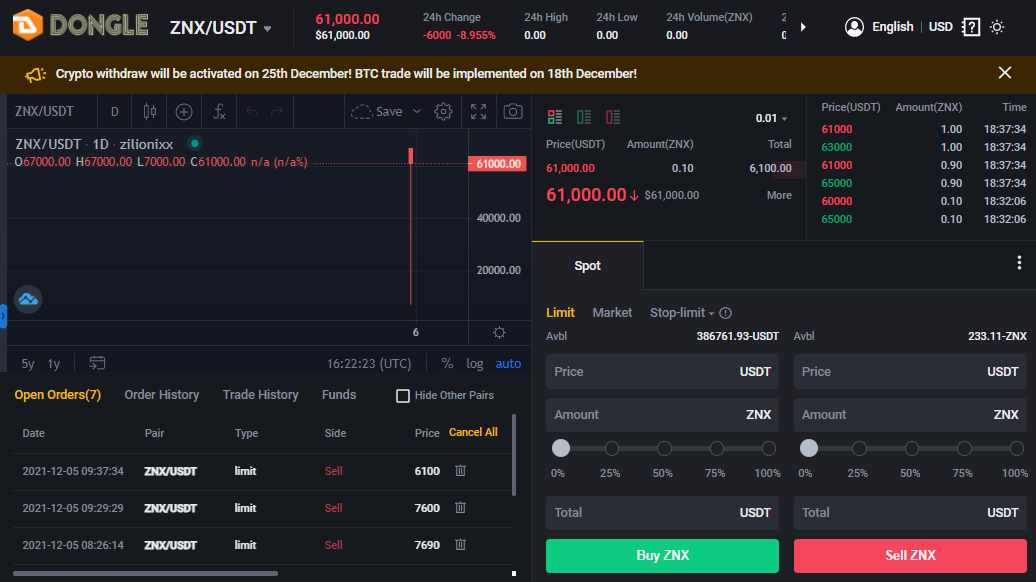 DONGLE
ZNX/USDT
61,000.00
$61,000.00
24h Change
-6000 -8.955%
24h High
0.00
24h Low
0.00
24h Volume(ZNX)
0.00
English | USD
Crypto withdraw will be activated on 25th December! BTC trade will be implemented on 18th December!
ZNX/USDT D Save
ZNX/USDT · 1D · zilionixx
O67000.00 H67000.00 L7000.00 C61000.00 n/a (n/a%)
61000.00
40000.00
20000.00
6
5y 1y 16:22:23 (UTC) % log auto
0.01
Price(USDT) Amount(ZNX) Total
61,000.00 0.10 6,100.00
61,000.00 $61,000.00 More
Price(USDT) Amount(ZNX) Time
61000 1.00 18:37:34
63000 1.00 18:37:34
61000 0.90 18:37:34
65000 0.90 18:37:34
60000 0.10 18:32:06
65000 0.10 18:32:06
Open Orders(7) Order History Trade History Funds Hide Other Pairs
Date Pair Type Side Price Cancel All
2021-12-05 09:37:34 ZNX/USDT limit Sell 6100
2021-12-05 09:29:29 ZNX/USDT limit Sell 7600
2021-12-05 08:26:14 ZNX/USDT limit Sell 7690
Spot
Limit Market Stop-limit
Avbl 386761.93-USDT
Price USDT
Amount ZNX
0% 25% 50% 75% 100%
Total USDT
Buy ZNX
Avbl 233.11-ZNX
Price USDT
Amount ZNX
0% 25% 50% 75% 100%
Total USDT
Sell ZNX